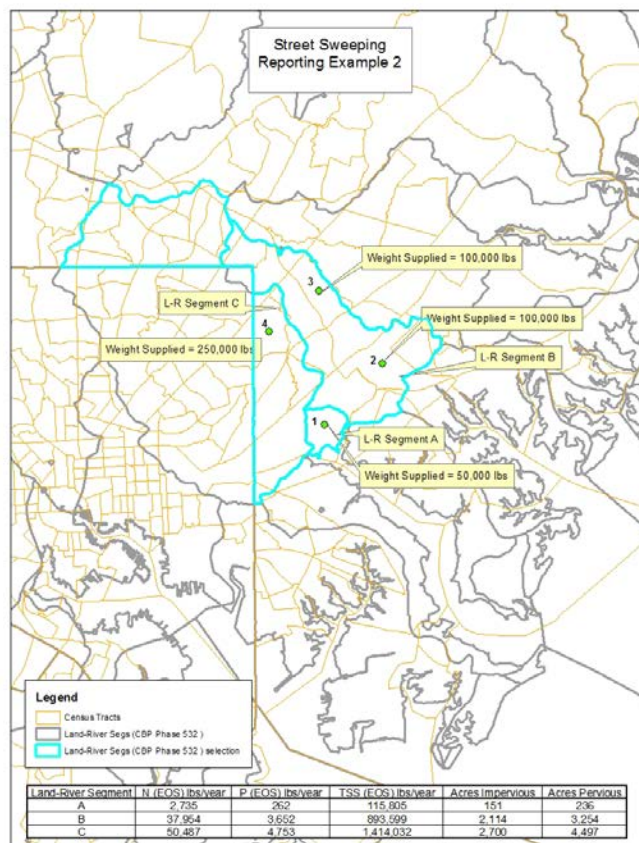 Street Sweeping
Reporting Example 2
Weight Supplied = 100,000 lbs
3
L-R Segment C
4
Weight Supplied = 100,000 lbs
Weight Supplied = 250,000 lbs
2
L-R Segment B
1
L-R Segment A
Weight Supplied = 50,000 lbs
Legend
Census Tracts
Land-River Segs (CBP Phase 532 )
Land-River Segs (CBP Phase 532 ) selection
Land-River Segment N (EOS) lbs/year P (EOS) lbs/year TSS (EOS) lbs/year Acres Impervious Acres Pervious
A 2,735 262 115,805 151 236
B 37,954 3,652 893,599 2,114 3,254
C 50,487 4,753 1,414,032 2,700 4,497